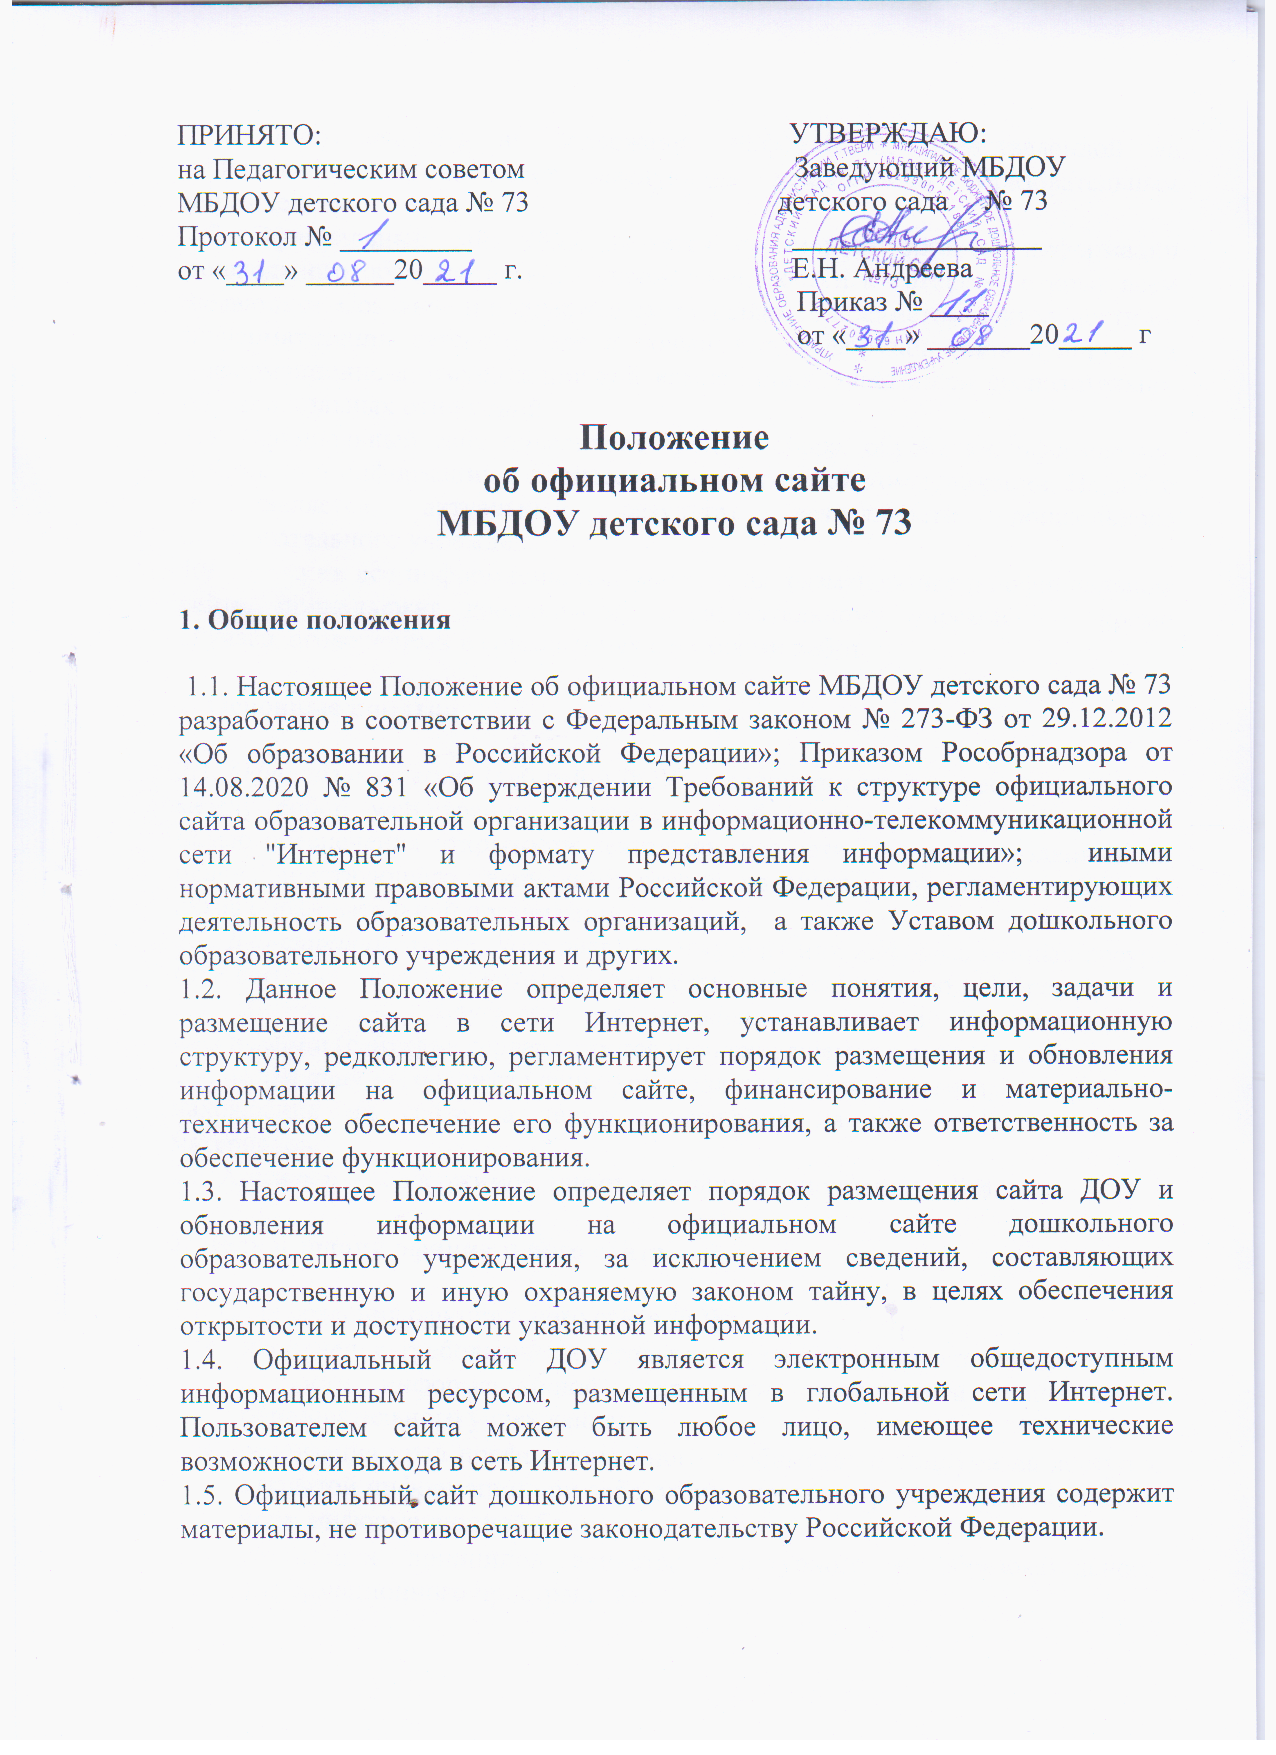 ПРИНЯТО:
на Педагогическим советом
МБДОУ детского сада № 73
Протокол № 1
от «31» 08 2021 г.
УТВЕРЖДАЮ:
Заведующий МБДОУ
детского сада № 73
Е.Н. Андреева
Приказ № 11
от «31» 08 2021 г
Положение
об официальном сайте
МБДОУ детского сада № 73
1. Общие положения
1.1. Настоящее Положение об официальном сайте МБДОУ детского сада № 73
разработано в соответствии с Федеральным законом № 273-ФЗ от 29.12.2012
«Об образовании в Российской Федерации»; Приказом Рособрнадзора от
14.08.2020 № 831 «Об утверждении Требований к структуре официального
сайта образовательной организации в информационно-телекоммуникационной
сети "Интернет" и формату представления информации»; иными
нормативными правовыми актами Российской Федерации, регламентирующих
деятельность образовательных организаций, а также Уставом дошкольного
образовательного учреждения и других.
1.2. Данное Положение определяет основные понятия, цели, задачи и
размещение сайта в сети Интернет, устанавливает информационную
структуру, редколлегию, регламентирует порядок размещения и обновления
информации на официальном сайте, финансирование и материально-
техническое обеспечение его функционирования, а также ответственность за
обеспечение функционирования.
1.3. Настоящее Положение определяет порядок размещения сайта ДОУ и
обновления информации на официальном сайте дошкольного
образовательного учреждения, за исключением сведений, составляющих
государственную и иную охраняемую законом тайну, в целях обеспечения
открытости и доступности указанной информации.
1.4. Официальный сайт ДОУ является электронным общедоступным
информационным ресурсом, размещенным в глобальной сети Интернет.
Пользователем сайта может быть любое лицо, имеющее технические
возможности выхода в сеть Интернет.
1.5. Официальный сайт дошкольного образовательного учреждения содержит
материалы, не противоречащие законодательству Российской Федерации.